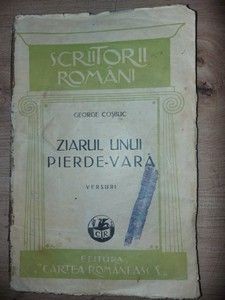 SCRIITORII
ROMÂNI
GEORGE COȘBUC
ZIARUL UNUI
PIERDE-VARĂ
VERSURI
C R
EDITURA
"CARTEA ROMÂNEASCĂ"